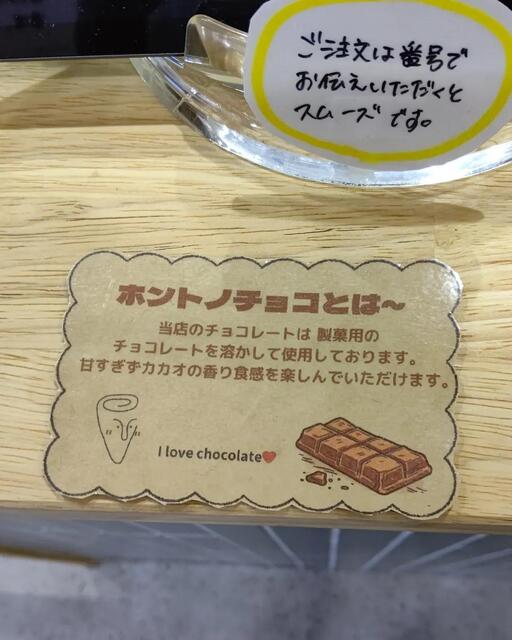 ご注文は番号で
お伝えいただくと
スムーズです。
ホントノチョコとは～
当店のチョコレートは 製菓用の
チョコレートを溶かして使用しております。
甘すぎずカカオの香り食感を楽しんでいただけます。
I love chocolate❤